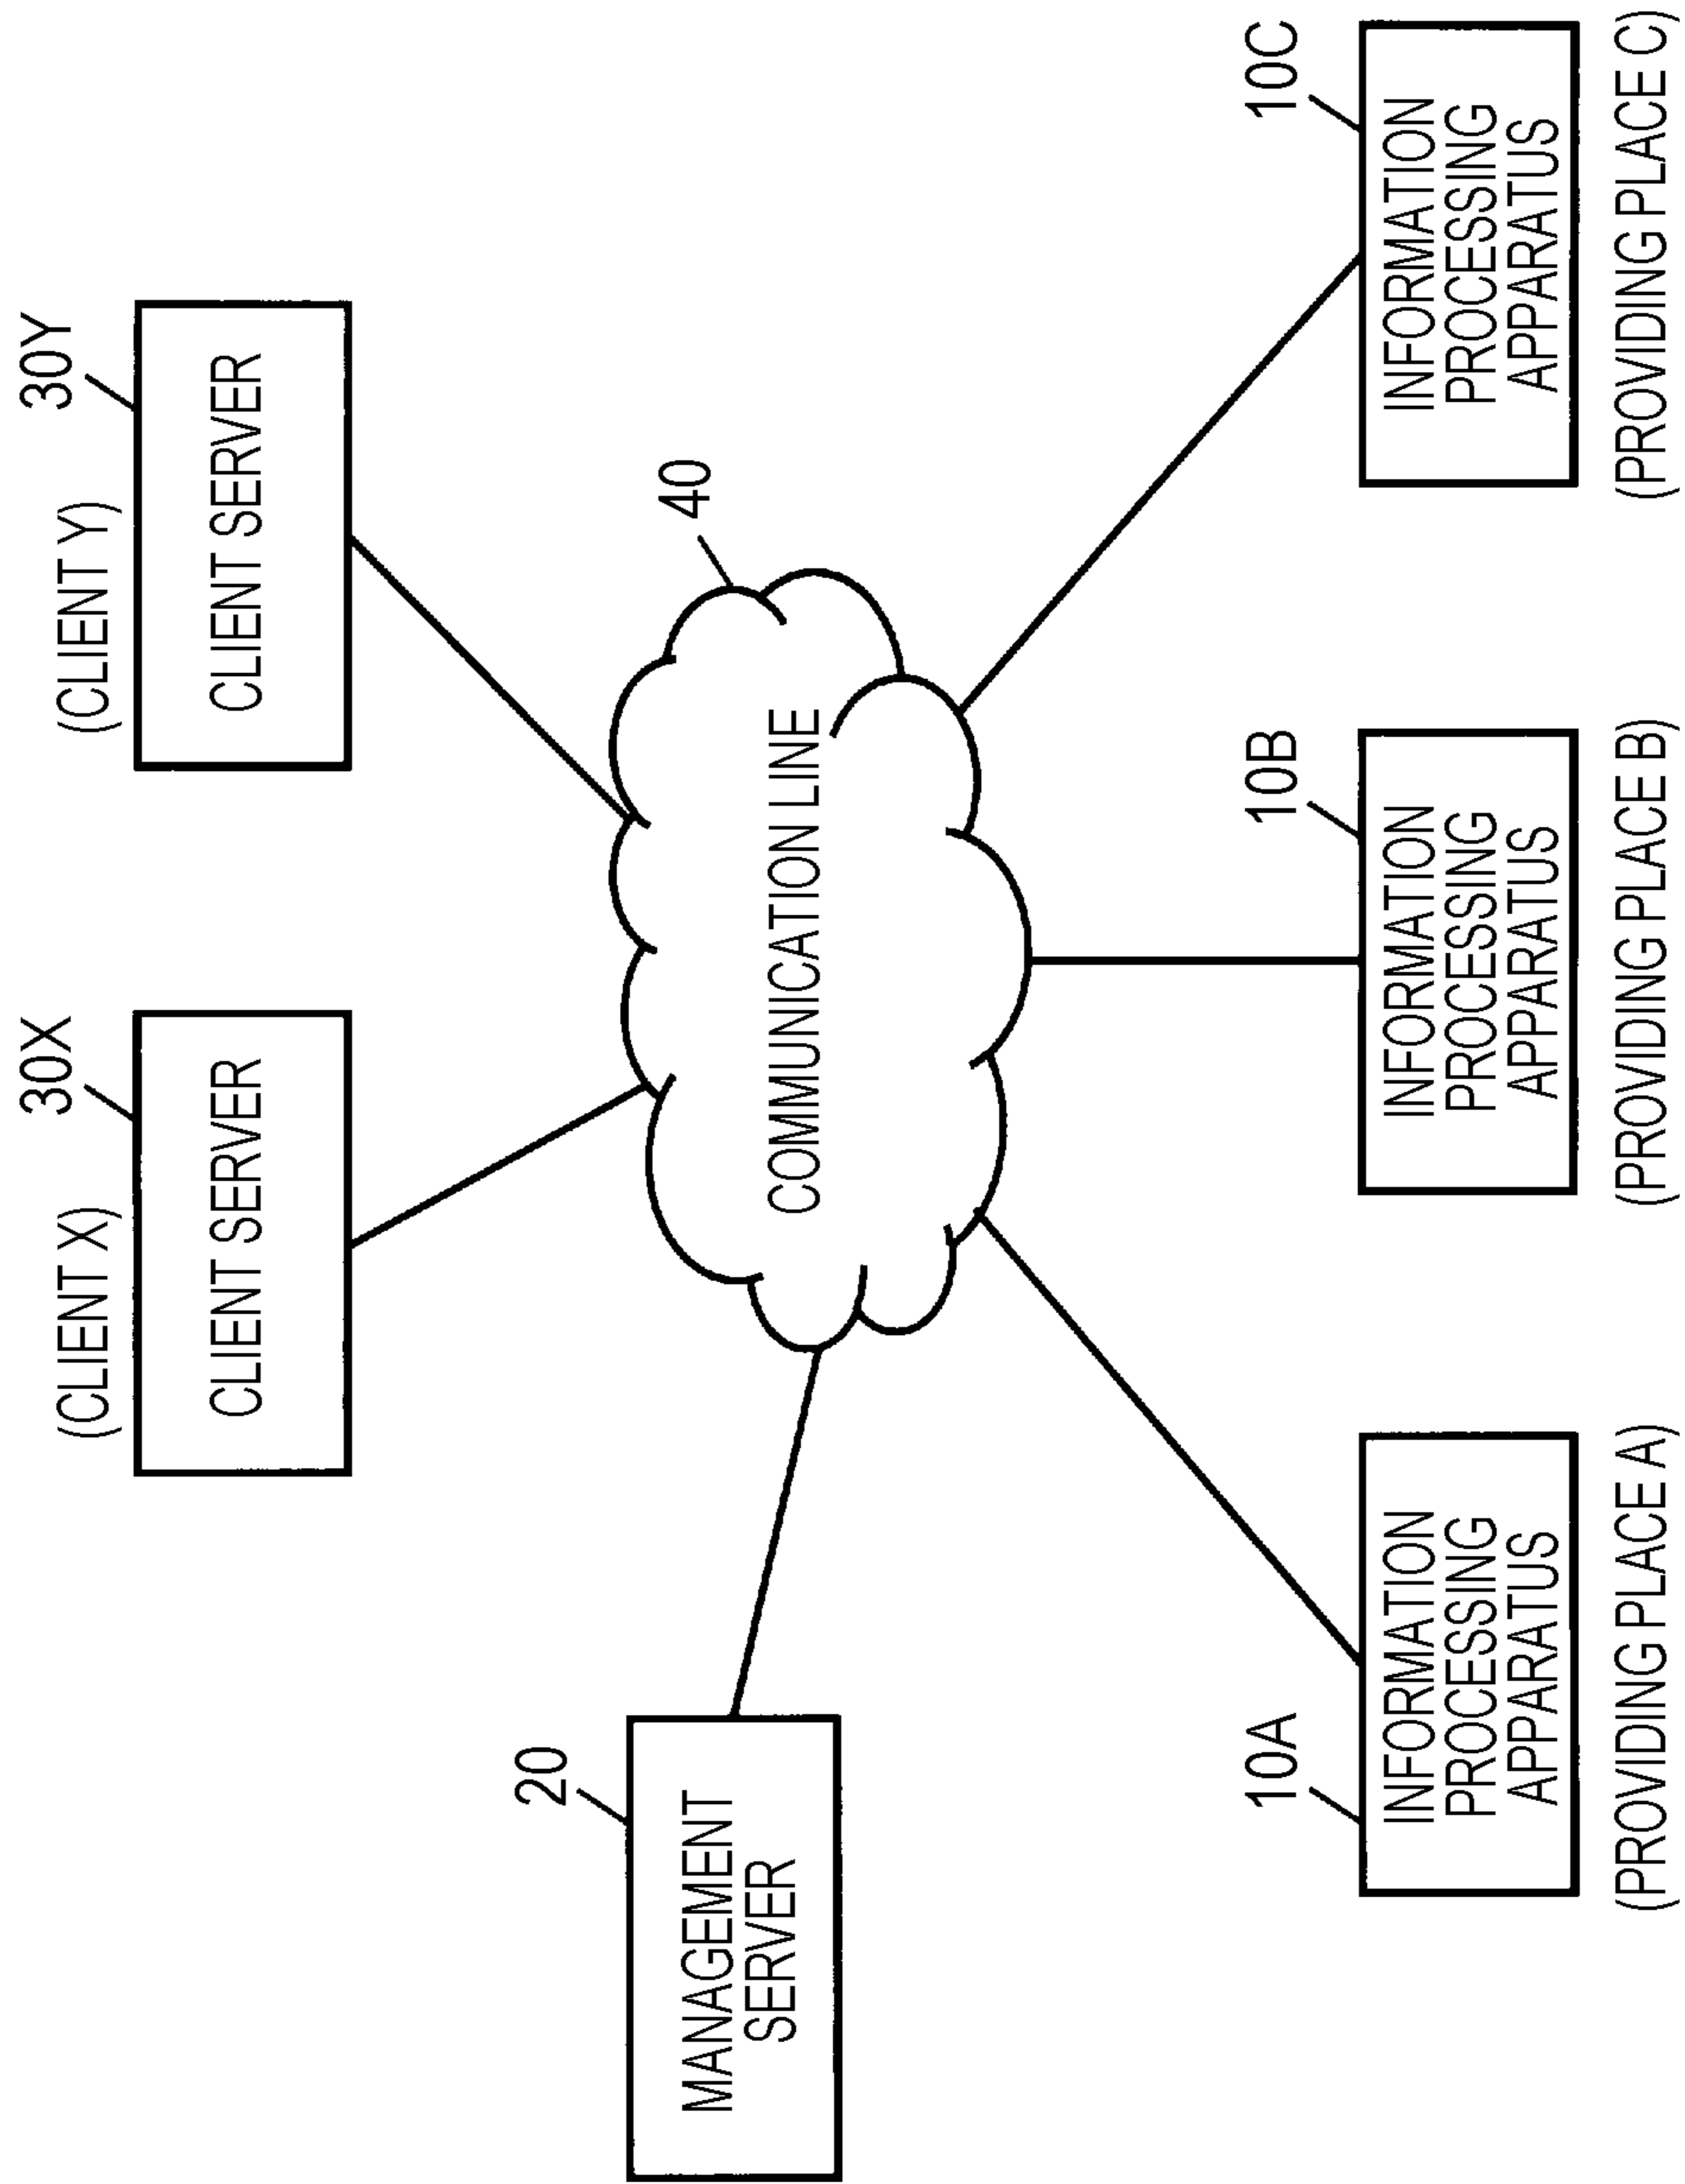 30X
30Y
(CLIENT X)
(CLIENT Y)
CLIENT SERVER
CLIENT SERVER
20
40
MANAGEMENT
SERVER
COMMUNICATION LINE
10A
10B
10C
INFORMATION
PROCESSING
APPARATUS
INFORMATION
PROCESSING
APPARATUS
INFORMATION
PROCESSING
APPARATUS
(PROVIDING PLACE A)
(PROVIDING PLACE B)
(PROVIDING PLACE C)